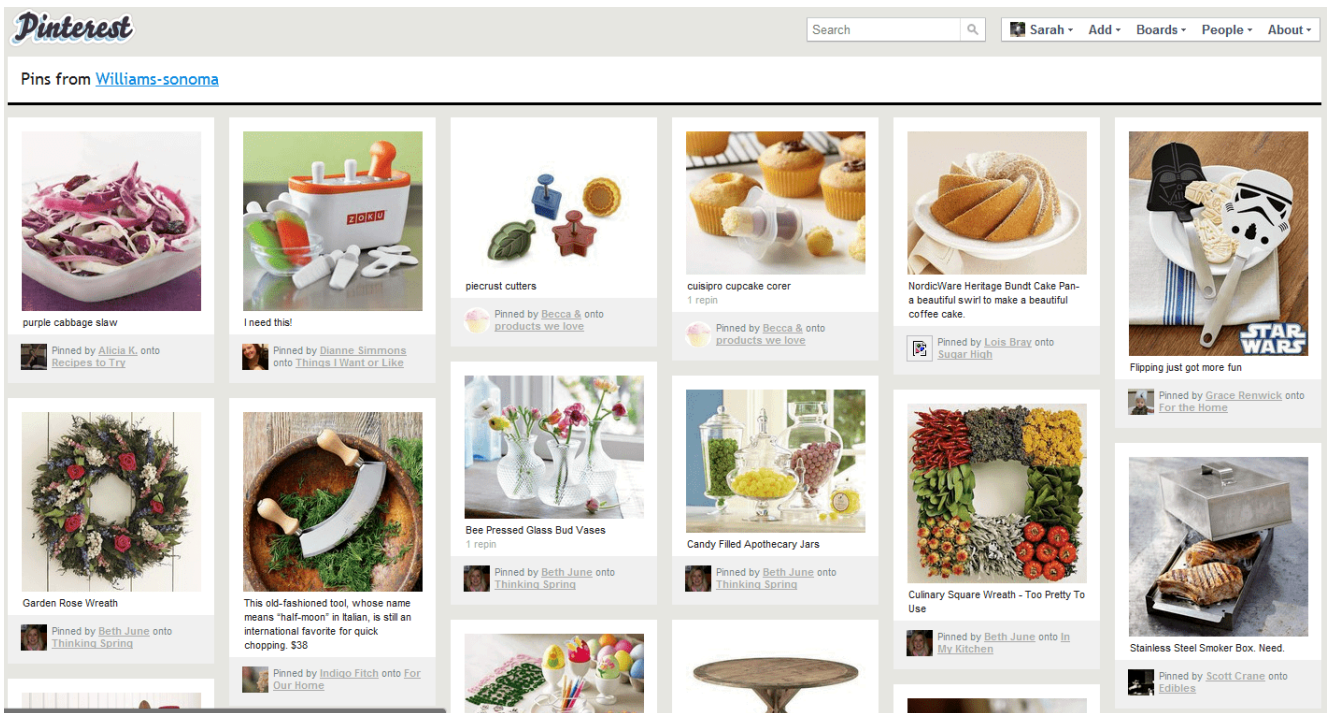 Pinterest
Search
Sarah
Add
Boards
People
About
Pins from Williams-sonoma
purple cabbage slaw
Pinned by Alicia K. onto
Recipes to Try
ZOKU
I need this!
Pinned by Dianne Simmons
onto Things I Want or Like
piecrust cutters
Pinned by Becca & onto
products we love
cuisipro cupcake corer
1 repin
Pinned by Becca & onto
products we love
NordicWare Heritage Bundt Cake Pan-
a beautiful swirl to make a beautiful
coffee cake.
Pinned by Lois Bray onto
Sugar High
STAR
WARS
Flipping just got more fun
Pinned by Grace Renwick onto
For the Home
Garden Rose Wreath
Pinned by Beth June onto
Thinking Spring
This old-fashioned tool, whose name
means “half-moon” in Italian, is still an
international favorite for quick
chopping. $38
Pinned by Indigo Fitch onto For
Our Home
Bee Pressed Glass Bud Vases
1 repin
Pinned by Beth June onto
Thinking Spring
Candy Filled Apothecary Jars
Pinned by Beth June onto
Thinking Spring
Culinary Square Wreath - Too Pretty To
Use
Pinned by Beth June onto In
My Kitchen
Stainless Steel Smoker Box. Need.
Pinned by Scott Crane onto
Edibles